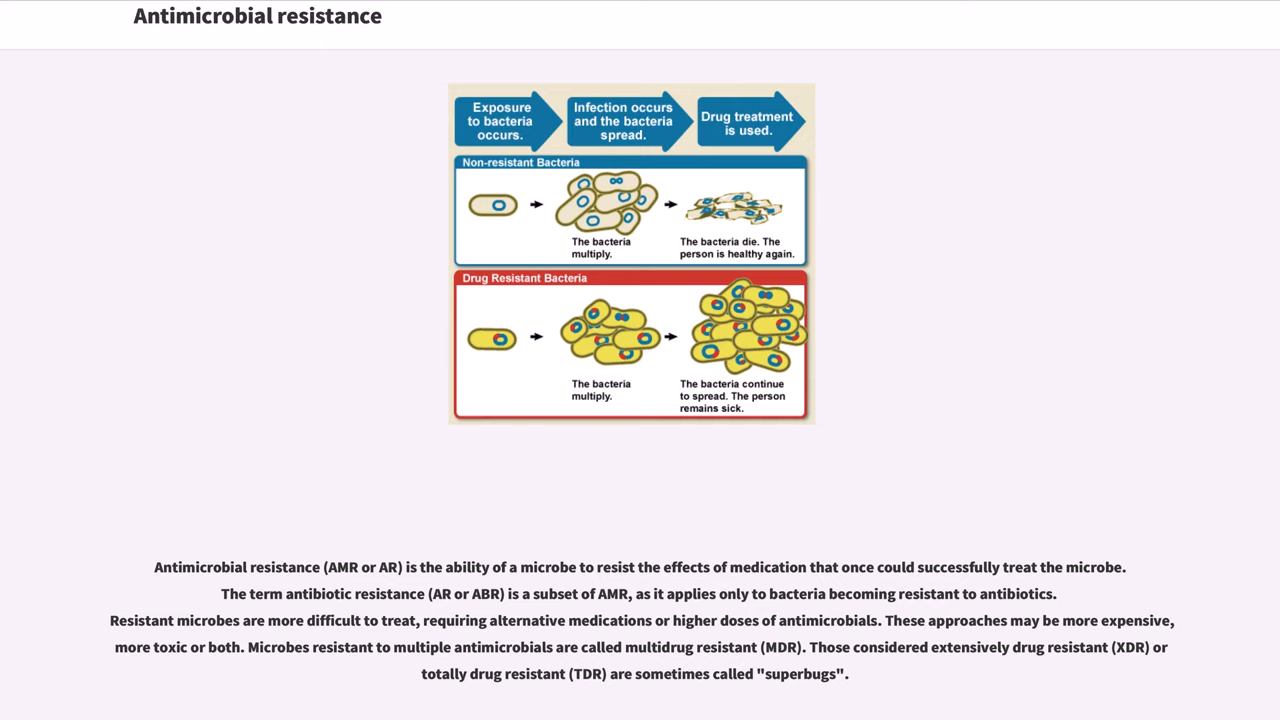 Antimicrobial resistance
Exposure
to bacteria
occurs.
Infection occurs
and the bacteria
spread.
Drug treatment
is used.
Non-resistant Bacteria
The bacteria
multiply.
The bacteria die. The
person is healthy again.
Drug Resistant Bacteria
The bacteria
multiply.
The bacteria continue
to spread. The person
remains sick.
Antimicrobial resistance (AMR or AR) is the ability of a microbe to resist the effects of medication that once could successfully treat the microbe.
The term antibiotic resistance (AR or ABR) is a subset of AMR, as it applies only to bacteria becoming resistant to antibiotics.
Resistant microbes are more difficult to treat, requiring alternative medications or higher doses of antimicrobials. These approaches may be more expensive,
more toxic or both. Microbes resistant to multiple antimicrobials are called multidrug resistant (MDR). Those considered extensively drug resistant (XDR) or
totally drug resistant (TDR) are sometimes called "superbugs".